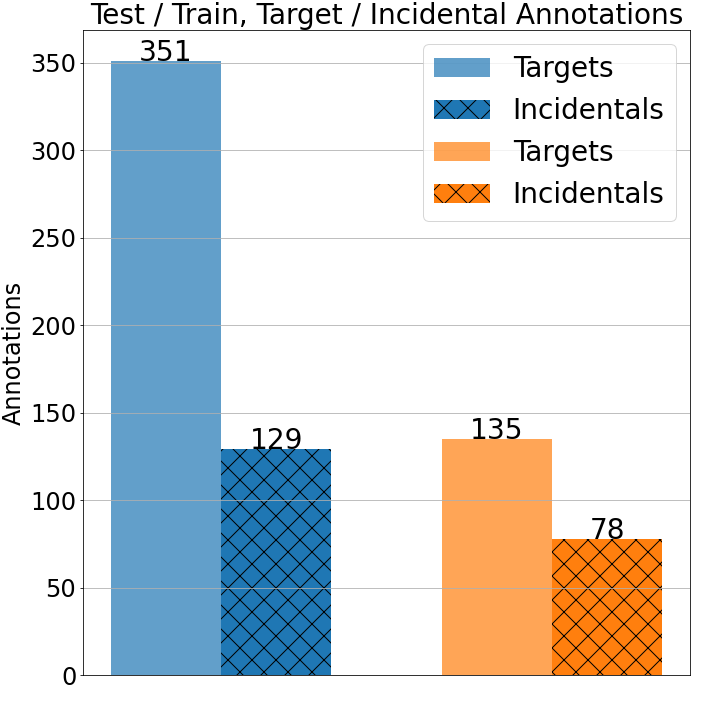 Test / Train, Target / Incidental Annotations
351
129
135
78
Targets
Incidentals
Targets
Incidentals
Annotations
350
300
250
200
150
100
50
0